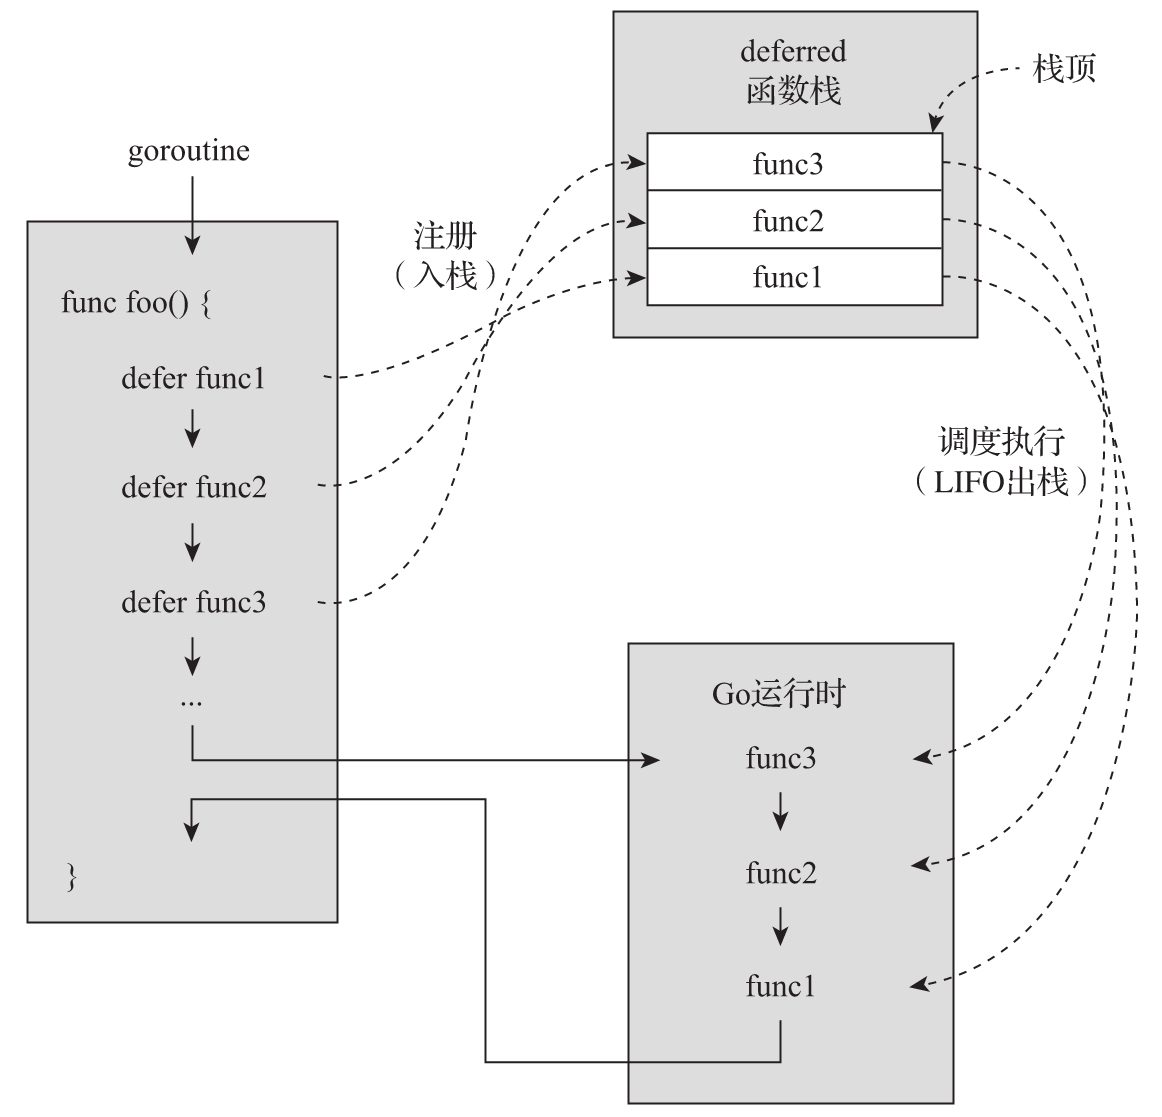 deferred
函数栈
栈顶
func3
func2
func1
goroutine
注册
（入栈）
func foo() {
defer func1
defer func2
defer func3
...
}
调度执行
（LIFO出栈）
Go运行时
func3
func2
func1